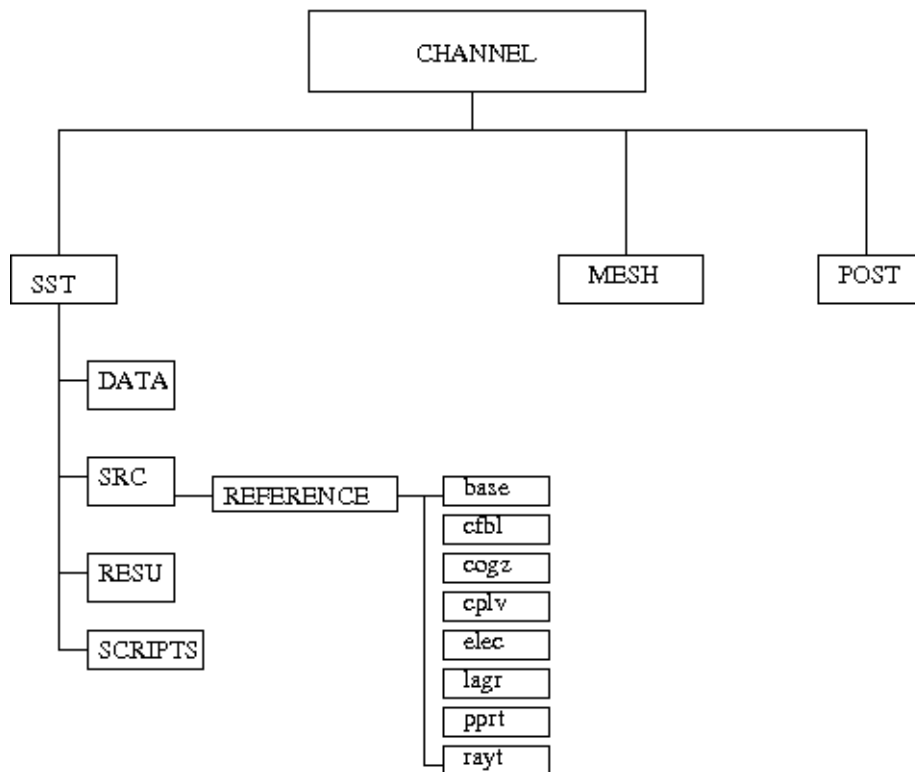 CHANNEL
SST
MESH
POST
DATA
SRC
REFERENCE
base
cfbl
cogz
cplv
elec
lagr
pprt
rayt
RESU
SCRIPTS